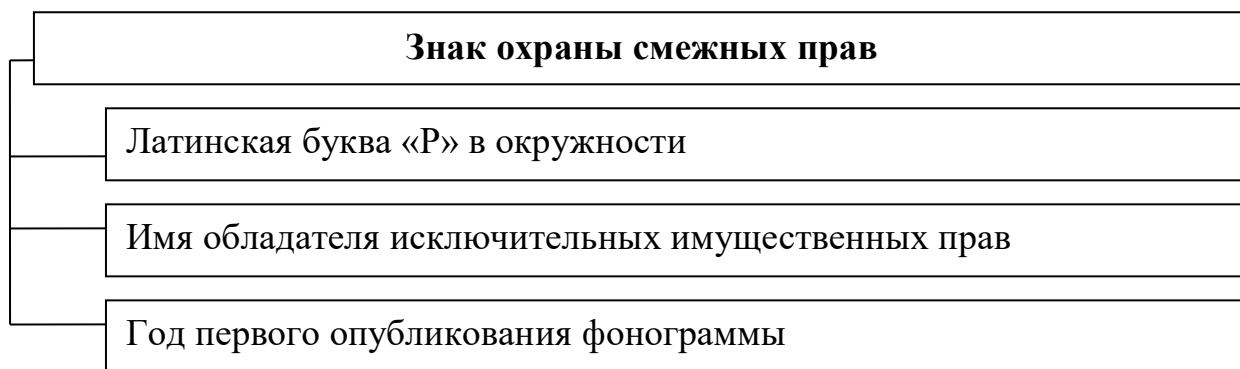 Знак охраны смежных прав
Латинская буква «Р» в окружности
Имя обладателя исключительных имущественных прав
Год первого опубликования фонограммы